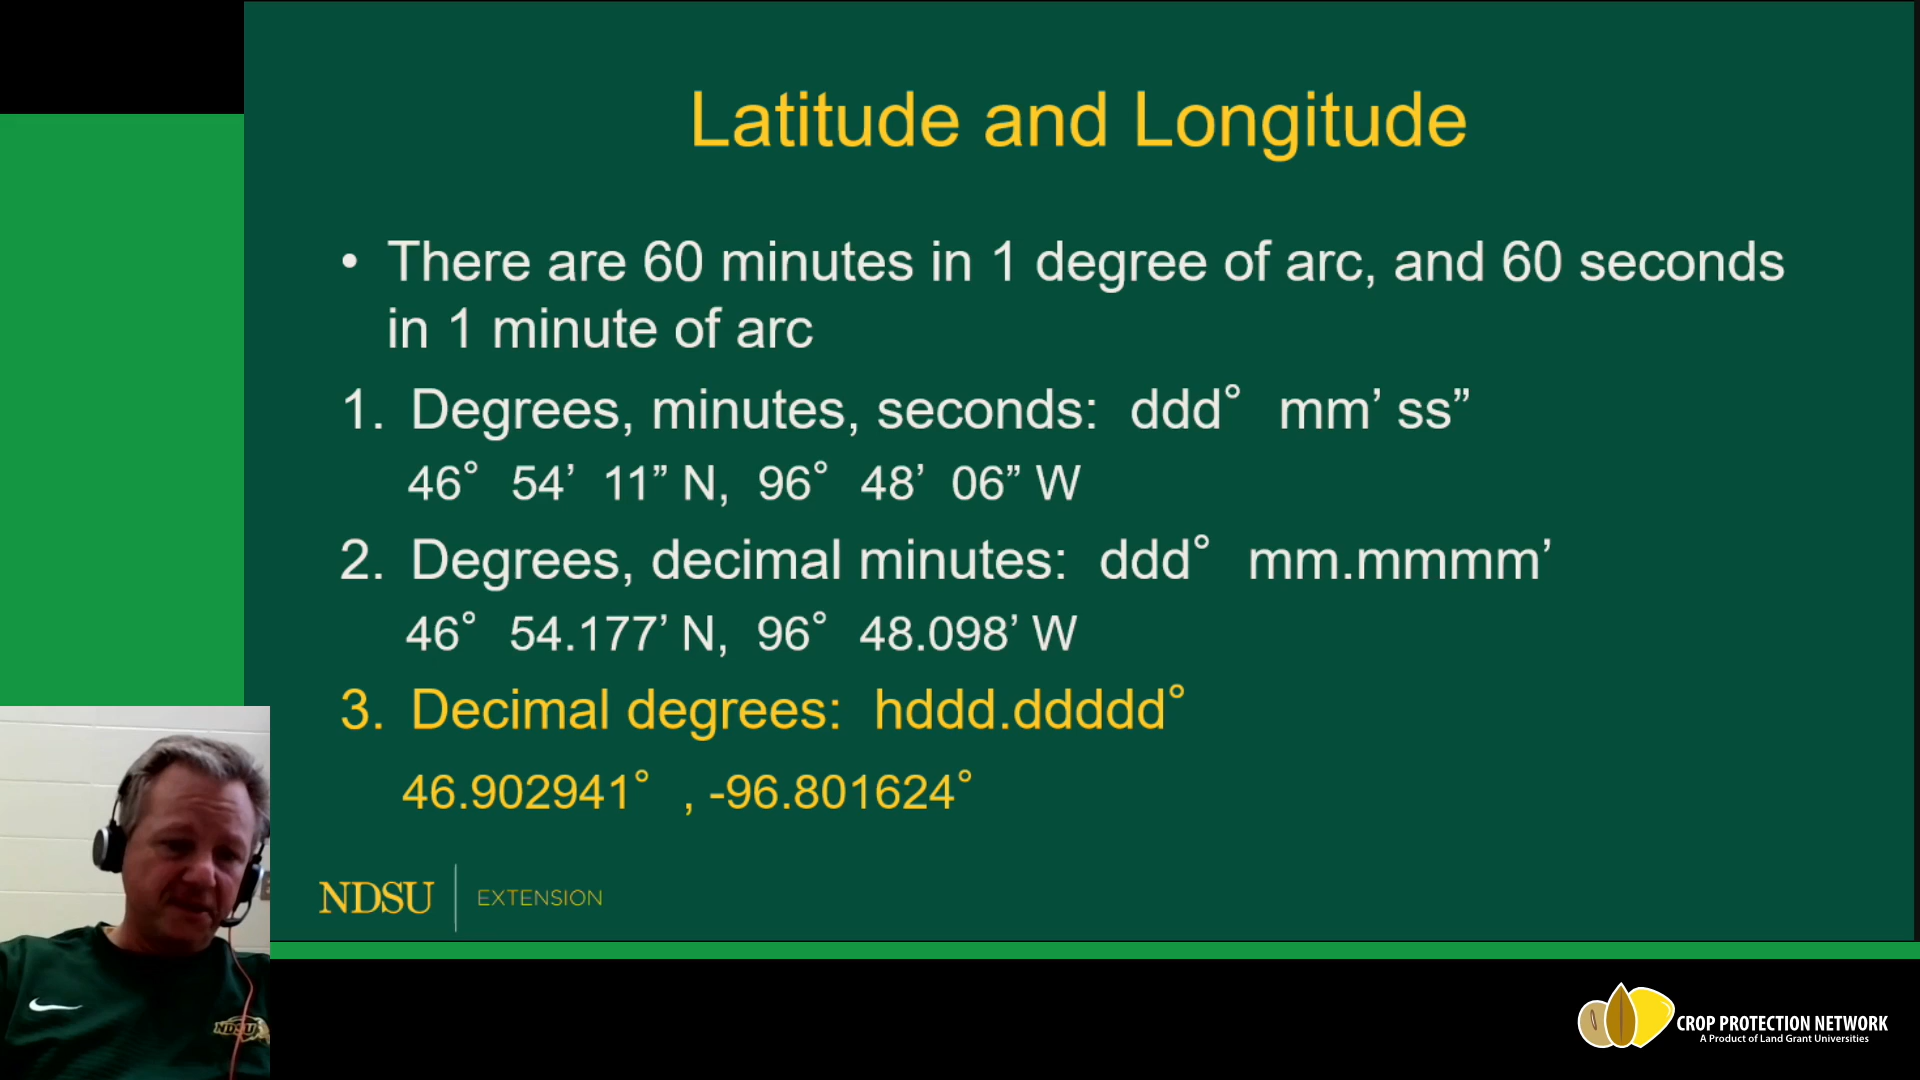 Latitude and Longitude
• There are 60 minutes in 1 degree of arc, and 60 seconds
in 1 minute of arc
1. Degrees, minutes, seconds: ddd° mm’ ss”
46° 54’ 11” N, 96° 48’ 06” W
2. Degrees, decimal minutes: ddd° mm.mmmm’
46° 54.177’ N, 96° 48.098’ W
3. Decimal degrees: hddd.ddddd°
46.902941° , -96.801624°
NDSU EXTENSION
NDSU
CROP PROTECTION NETWORK
A Product of Land Grant Universities